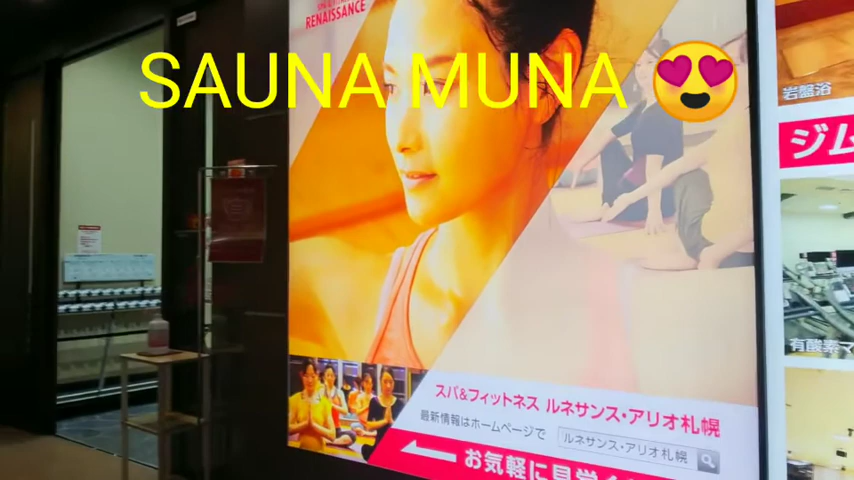 SAUNA MUNA 😍
RENAISSANCE
岩盤浴
ジム
有酸素マ
スパ&フィットネス ルネサンス・アリオ札幌
最新情報はホームページで
ルネサンス・アリオ札幌
お気軽に見学